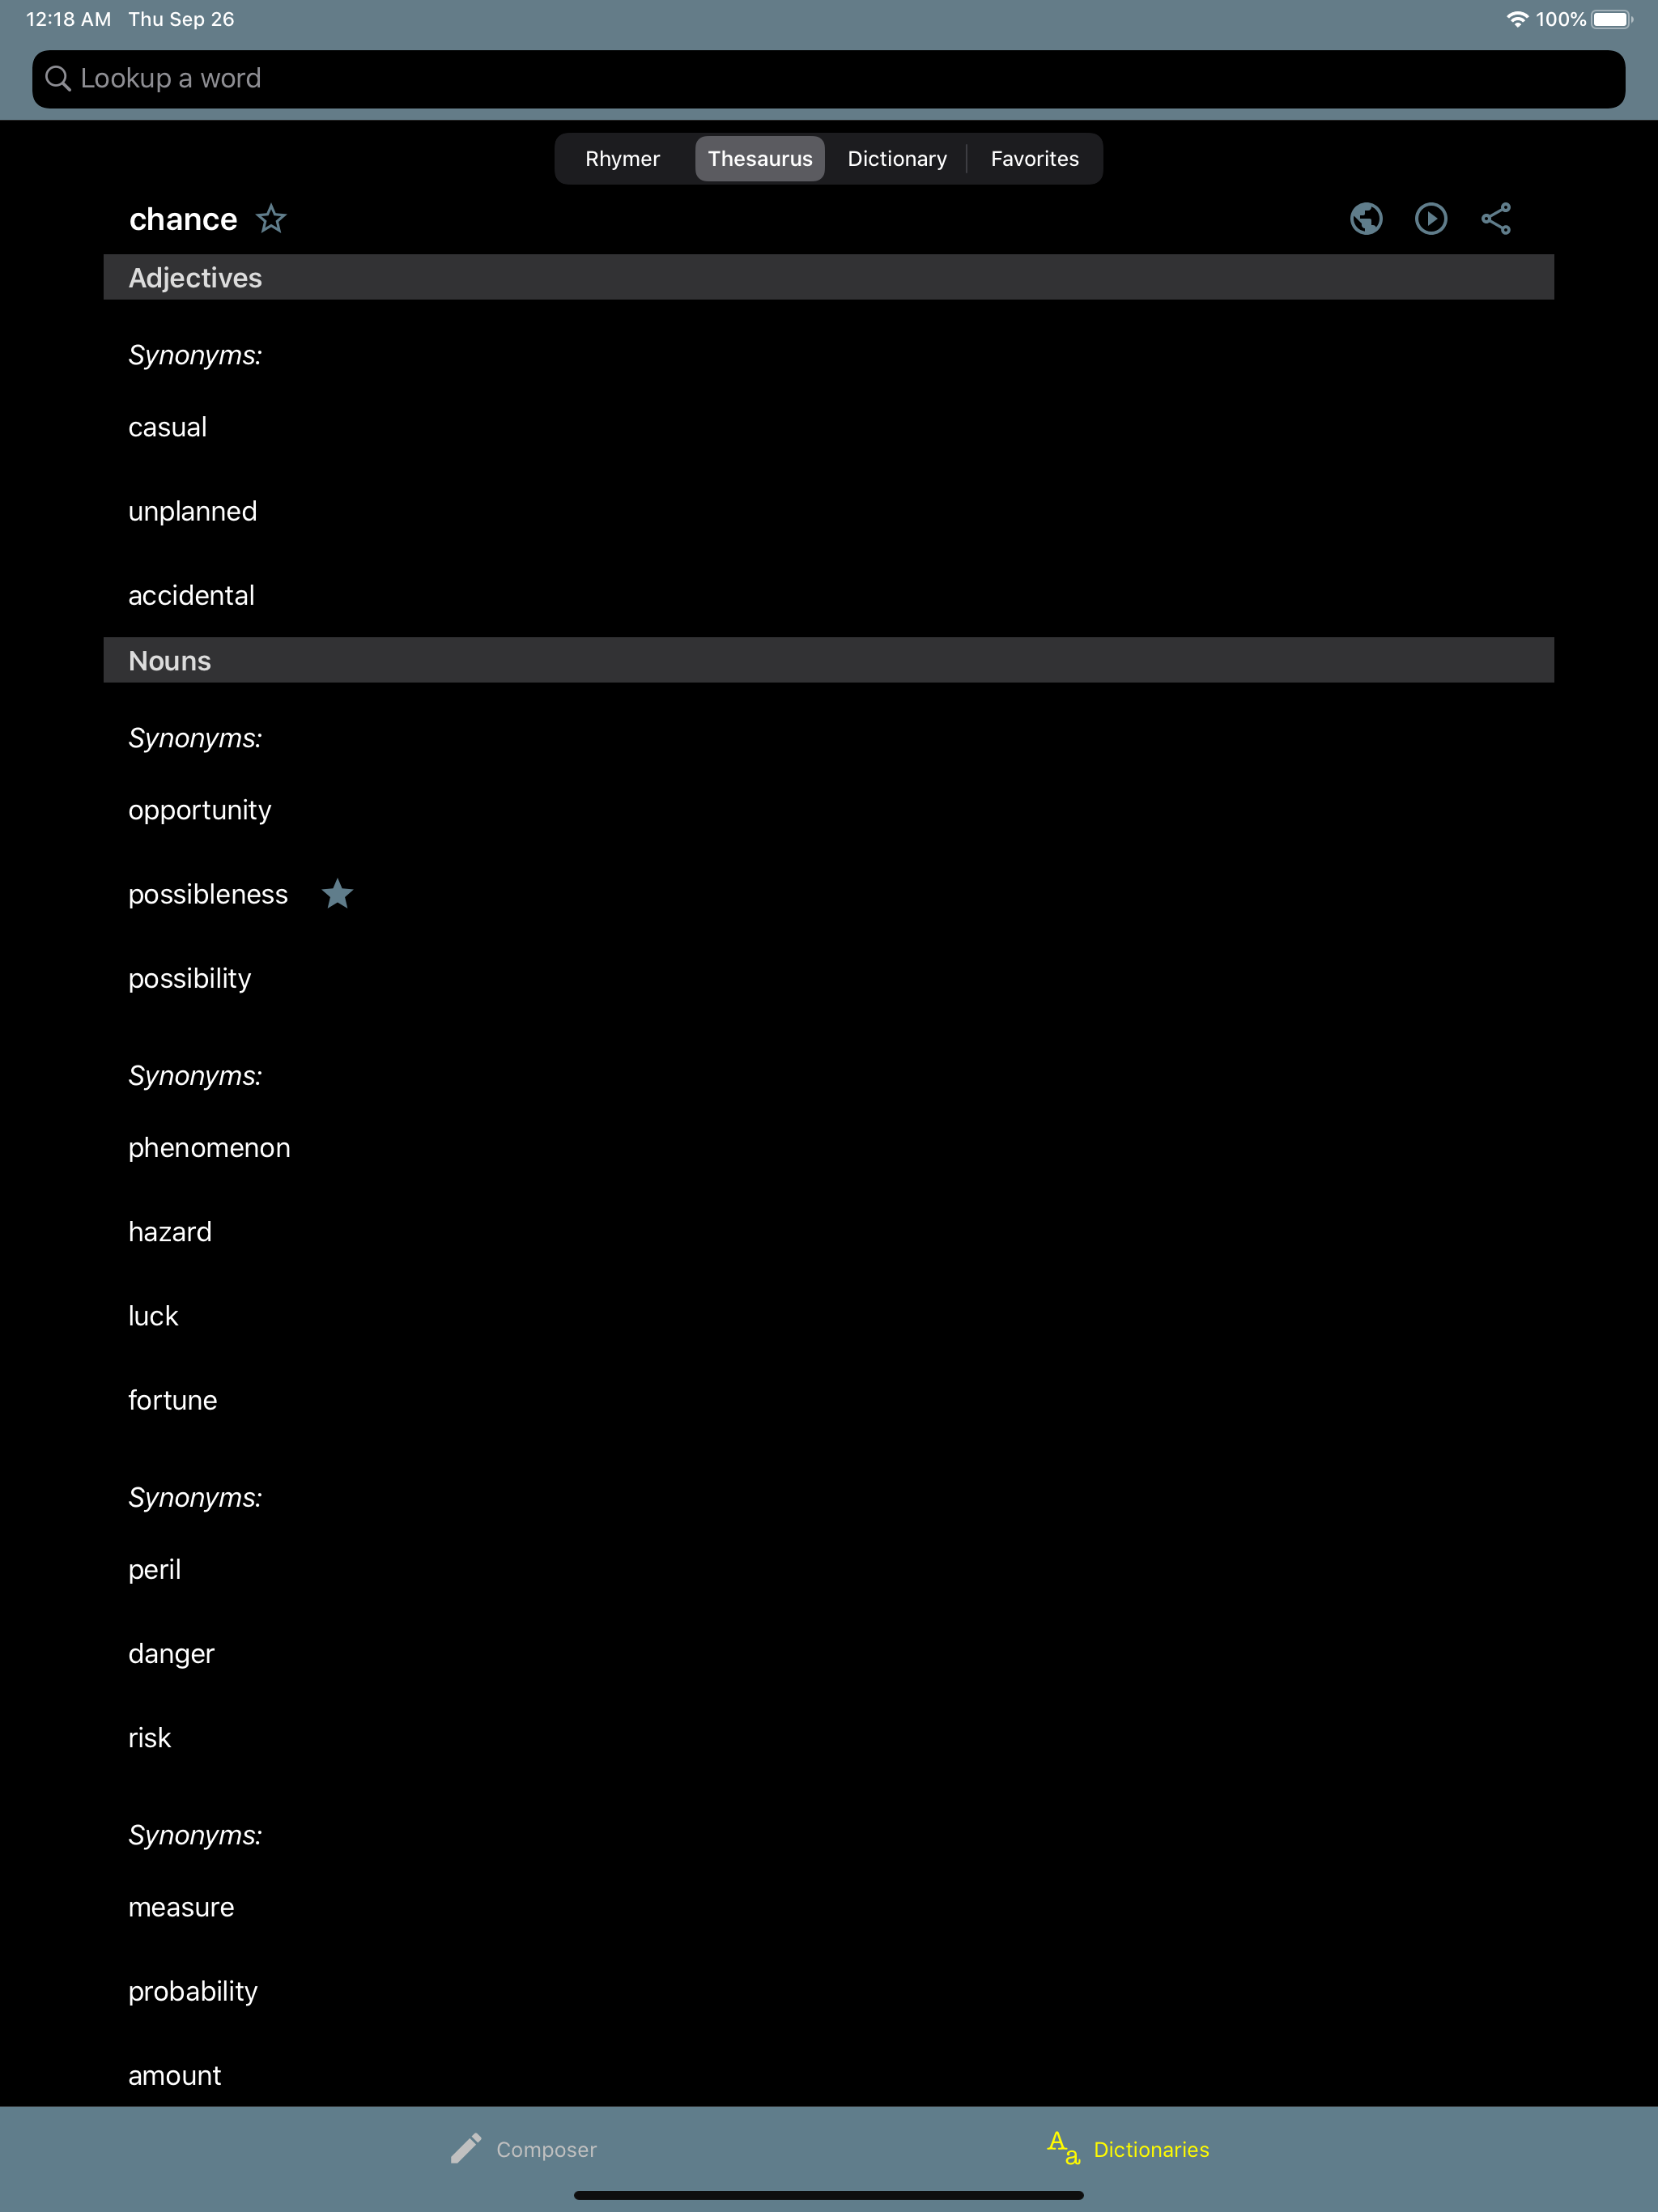 12:18 AM Thu Sep 26 100%
Lookup a word
Rhymer Thesaurus Dictionary Favorites
chance
Adjectives
Synonyms:
casual
unplanned
accidental
Nouns
Synonyms:
opportunity
possibleness
possibility
Synonyms:
phenomenon
hazard
luck
fortune
Synonyms:
peril
danger
risk
Synonyms:
measure
probability
amount
Composer Aa Dictionaries